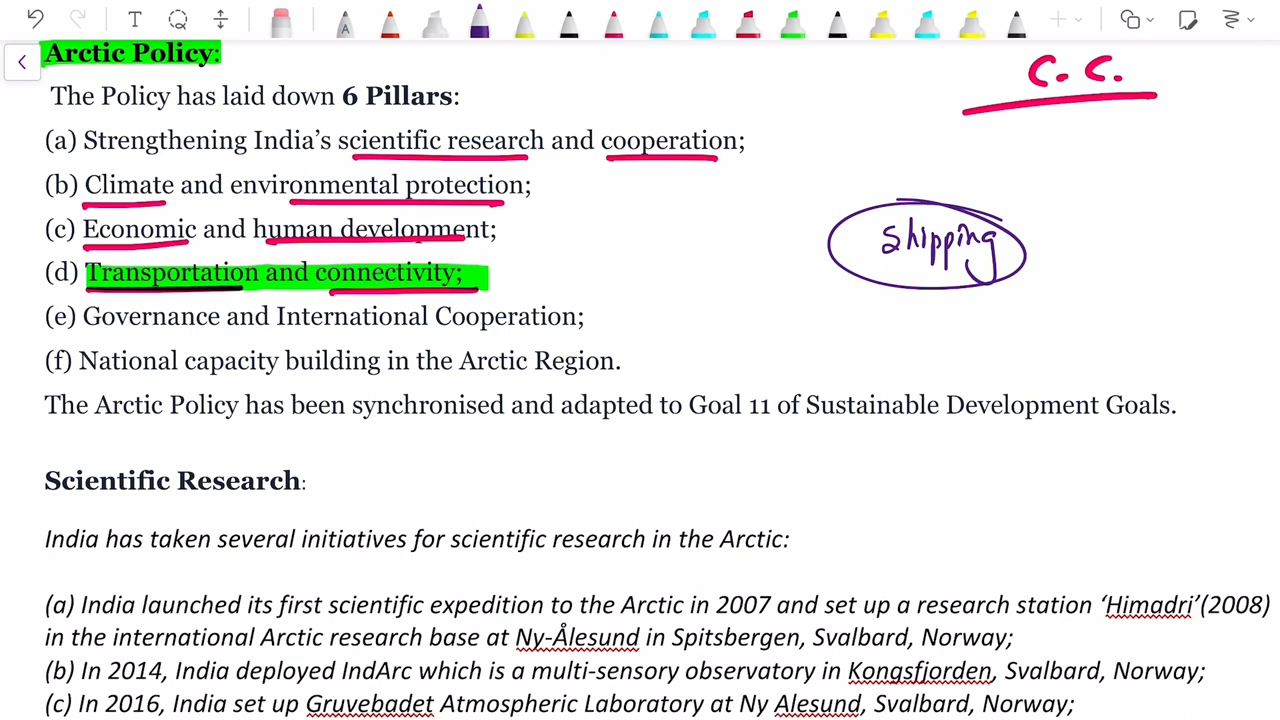 Arctic Policy:
C. C.
The Policy has laid down 6 Pillars:
(a) Strengthening India’s scientific research and cooperation;
(b) Climate and environmental protection;
(c) Economic and human development;
shipping
(d) Transportation and connectivity;
(e) Governance and International Cooperation;
(f) National capacity building in the Arctic Region.
The Arctic Policy has been synchronised and adapted to Goal 11 of Sustainable Development Goals.
Scientific Research:
India has taken several initiatives for scientific research in the Arctic:
(a) India launched its first scientific expedition to the Arctic in 2007 and set up a research station ‘Himadri’(2008)
in the international Arctic research base at Ny-Ålesund in Spitsbergen, Svalbard, Norway;
(b) In 2014, India deployed IndArc which is a multi-sensory observatory in Kongsfjorden, Svalbard, Norway;
(c) In 2016, India set up Gruvebadet Atmospheric Laboratory at Ny Alesund, Svalbard, Norway;